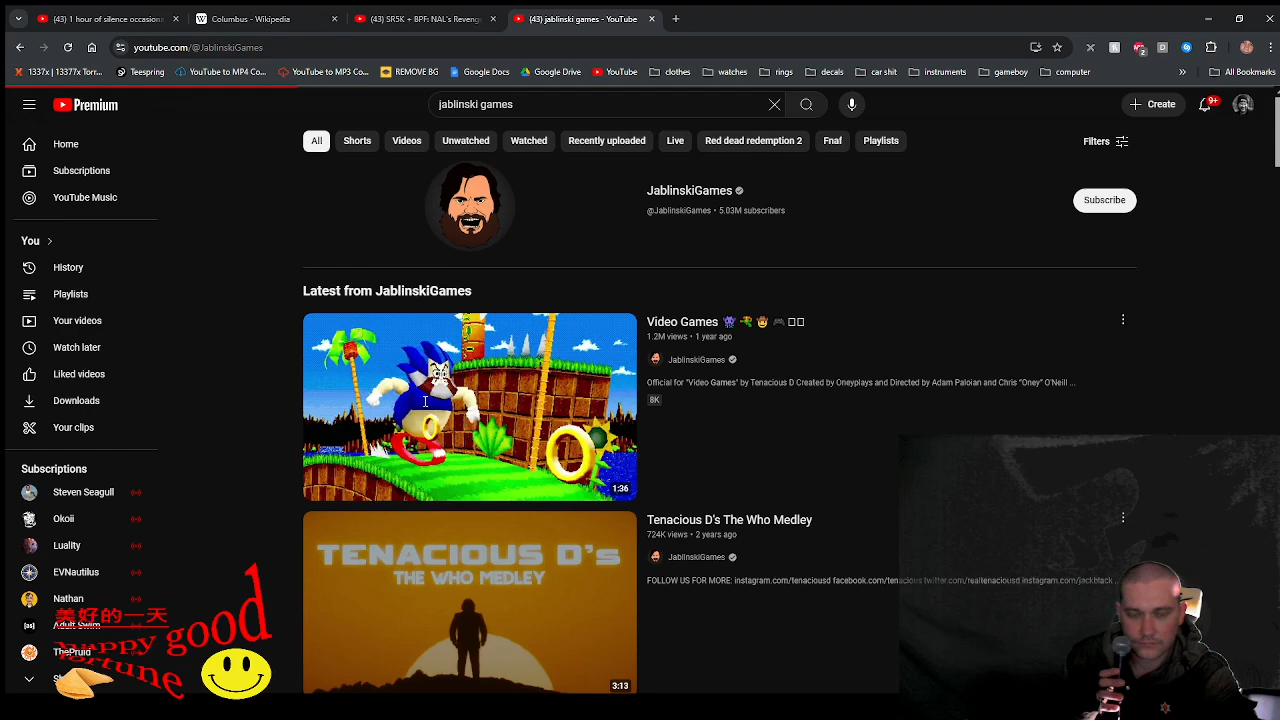 (43) 1 hour of silence occasion
Columbus - Wikipedia
(43) SR5K + BPF: NAL's Reveng
(43) jablinski games - YouTube
youtube.com/@JablinskiGames
1337x | 13377x Torr...
Teespring
YouTube to MP4 Co...
YouTube to MP3 Co...
REMOVE BG
Google Docs
Google Drive
YouTube
clothes
watches
rings
decals
car shit
instruments
gameboy
computer
All Bookmarks
Premium
jablinski games
Create
9+
Home
Subscriptions
YouTube Music
You
History
Playlists
Your videos
Watch later
Liked videos
Downloads
Your clips
Subscriptions
Steven Seagull
Okoii
Luality
EVNautilus
Nathan
Adult Swim
ThePruld
美好的一天
happy good
fortune
All
Shorts
Videos
Unwatched
Watched
Recently uploaded
Live
Red dead redemption 2
Fnaf
Playlists
Filters
JablinskiGames
@JablinskiGames • 5.03M subscribers
Subscribe
Latest from JablinskiGames
1:36
Video Games 👾 🧟 🤠 🎮
1.2M views • 1 year ago
JablinskiGames
Official for "Video Games" by Tenacious D Created by Oneyplays and Directed by Adam Paloian and Chris "Oney" O'Neill ...
8K
TENACIOUS D's
THE WHO MEDLEY
3:13
Tenacious D's The Who Medley
724K views • 2 years ago
JablinskiGames
FOLLOW US FOR MORE: instagram.com/tenaciousd facebook.com/tenacious twitter.com/realtenaciousd instagram.com/jackblack ...